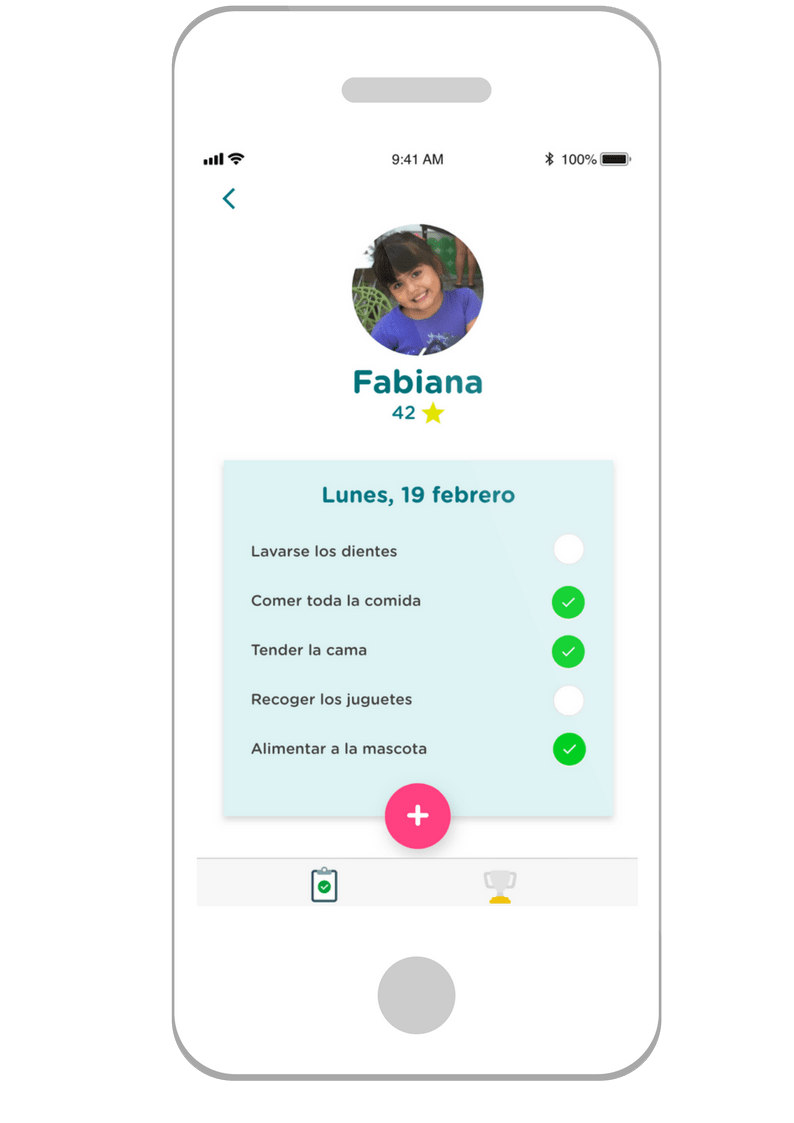 9:41 AM
100%
Fabiana
42
Lunes, 19 febrero
Lavarse los dientes
Comer toda la comida
Tender la cama
Recoger los juguetes
Alimentar a la mascota